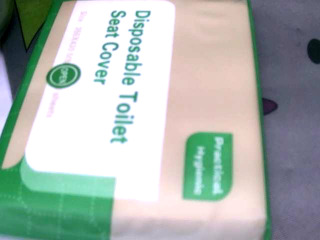 Disposable Toilet
Seat Cover
Practical
Hygienic